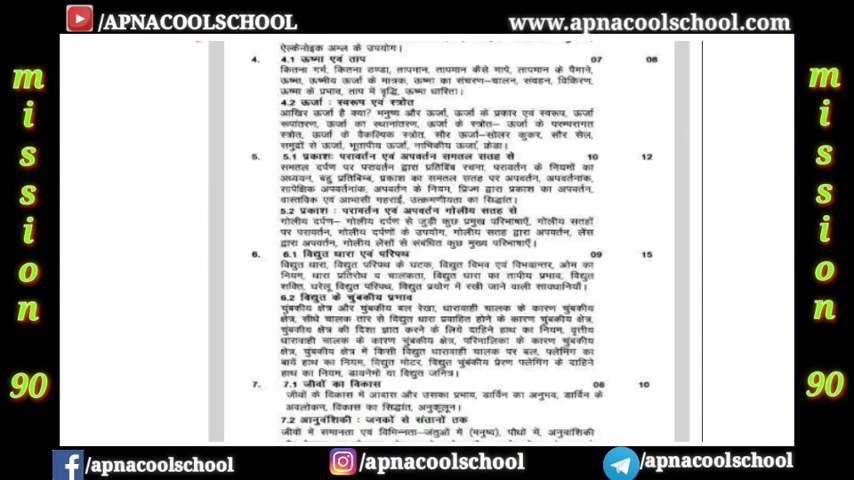 /APNACOOLSCHOOL
www.apnacoolschool.com
mission 90
mission 90
ऐल्केनोइक अम्ल के उपयोग।
4. 4.1 ऊष्मा एवं ताप 07 08
कितना गर्म, कितना ठण्डा, तापमान, तापमान कैसे मापे, तापमान के पैमाने,
ऊष्मा, ऊष्मीय ऊर्जा के मात्रक, ऊष्मा का संचरण–चालन, संवहन, विकिरण,
ऊष्मा के प्रभाव, ताप में वृद्धि, ऊष्मा धारिता।
4.2 ऊर्जा : स्वरूप एवं स्त्रोत
आखिर ऊर्जा है क्या? मनुष्य और ऊर्जा, ऊर्जा के प्रकार एवं स्वरूप, ऊर्जा
रूपांतरण, ऊर्जा का स्थानांतरण, ऊर्जा के स्त्रोत– ऊर्जा के परम्परागत
स्त्रोत, ऊर्जा के वैकल्पिक स्त्रोत, सौर ऊर्जा–सोलर कुकर, सौर सेल,
समुद्रों से ऊर्जा, भूतापीय ऊर्जा, नाभिकीय ऊर्जा, क्रेडा।
5. 5.1 प्रकाशः परावर्तन एवं अपवर्तन समतल सतह से 10 12
समतल दर्पण पर परावर्तन द्वारा प्रतिबिंब रचना, परावर्तन के नियमों का
अध्ययन, बहु प्रतिबिम्ब, प्रकाश का समतल सतह पर अपवर्तन, अपवर्तनांक,
सापेक्षिक अपवर्तनांक, अपवर्तन के नियम, प्रिज्म द्वारा प्रकाश का अपवर्तन,
वास्तविक एवं आभासी गहराई, उत्क्रमणीयता का सिद्धांत।
5.2 प्रकाश : परावर्तन एवं अपवर्तन गोलीय सतह से
गोलीय दर्पण– गोलीय दर्पण से जुड़ी कुछ प्रमुख परिभाषाएँ, गोलीय सतहों
पर परावर्तन, गोलीय दर्पणों के उपयोग, गोलीय सतह द्वारा अपवर्तन, लेंस
द्वारा अपवर्तन, गोलीय लेंसों से संबंधित कुछ मुख्य परिभाषाएँ।
6. 6.1 विद्युत धारा एवं परिपथ 09 15
विद्युत धारा, विद्युत परिपथ के घटक, विद्युत विभव एवं विभवान्तर, ओम का
नियम, धारा प्रतिरोध व चालकता, विद्युत धारा का तापीय प्रभाव, विद्युत
शक्ति, घरेलू विद्युत परिपथ, विद्युत प्रयोग में रखी जाने वाली सावधानियाँ।
6.2 विद्युत के चुंबकीय प्रभाव
चुंबकीय क्षेत्र और चुंबकीय बल रेखा, धारावाही चालक के कारण चुंबकीय
क्षेत्र, सीधे चालक तार से विद्युत धारा प्रवाहित होने के कारण चुंबकीय क्षेत्र,
चुंबकीय क्षेत्र की दिशा ज्ञात करने के लिये दाहिने हाथ का नियम, वृत्तीय
धारावाही चालक के कारण चुंबकीय क्षेत्र, परिनालिका के कारण चुंबकीय
क्षेत्र, चुंबकीय क्षेत्र में किसी विद्युत धारावाही चालक पर बल, फ्लेमिंग का
बायें हाथ का नियम, विद्युत मोटर, विद्युत चुंबकीय प्रेरण फ्लेमिंग के दाहिने
हाथ का नियम, डायनेमो या विद्युत जनित्र।
7. 7.1 जीवों का विकास 08 10
जीवों के विकास में आवास और उसका प्रभाव, डार्विन का अनुभव, डार्विन के
अवलोकन, विकास का सिद्धांत, अनुकूलन।
7.2 आनुवंशिकी : जनकों से संतानों तक
जीवों में समानता एवं विभिन्नता–जंतुओं में (मनुष्य), पौधों में, अनुवांशिकी
/apnacoolschool
/apnacoolschool
/apnacoolschool